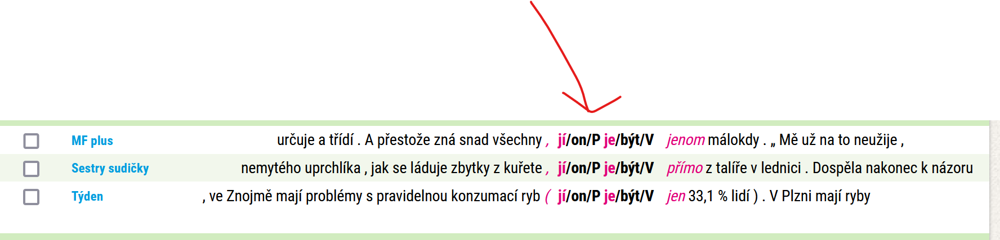 MF plus určuje a třídí . A přestože zná snad všechny , jí/on/P je/být/V jenom málokdy . „ Mě už na to neužije ,
Sestry sudičky nemytého uprchlíka , jak se láduje zbytky z kuřete , jí/on/P je/být/V přímo z talíře v lednici . Dospěla nakonec k názoru
Týden , ve Znojmě mají problémy s pravidelnou konzumací ryb ( jí/on/P je/být/V jen 33,1 % lidí ) . V Plzni mají ryby